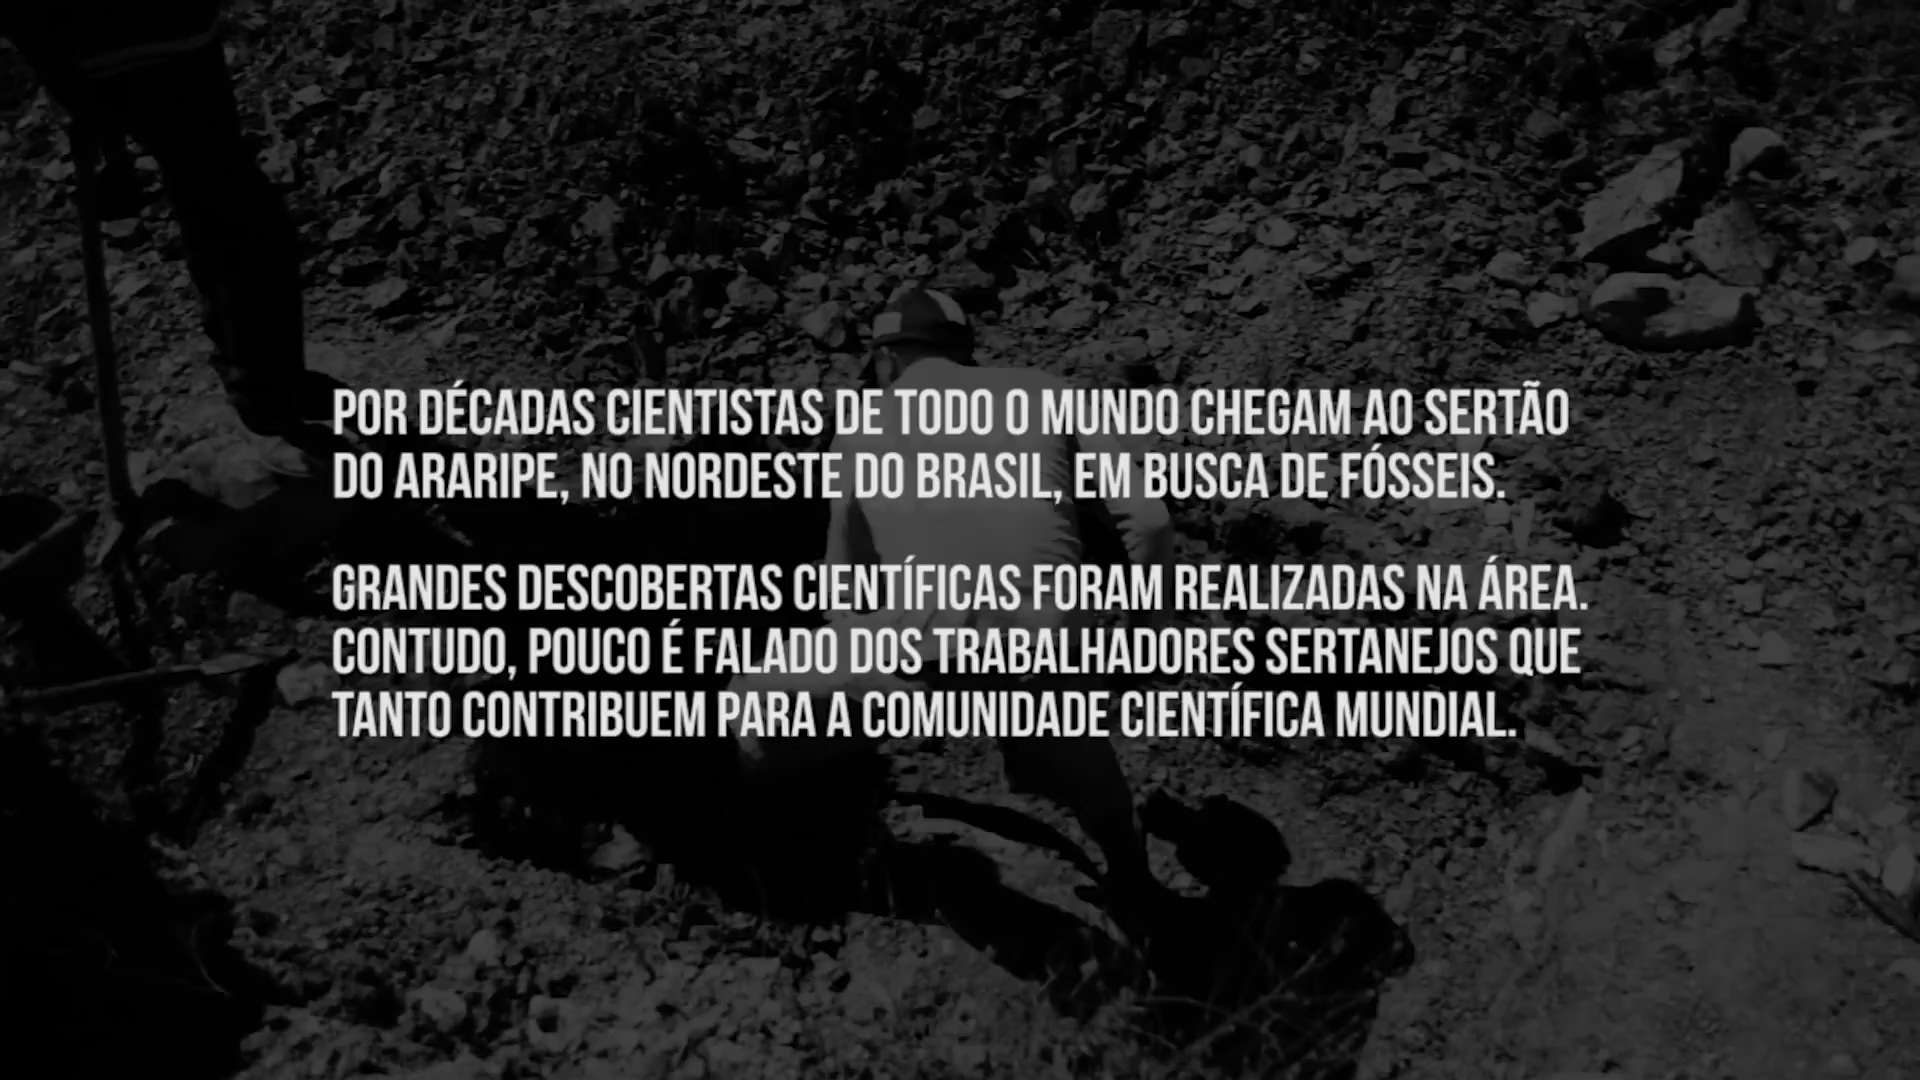 POR DÉCADAS CIENTISTAS DE TODO O MUNDO CHEGAM AO SERTÃO
DO ARARIPE, NO NORDESTE DO BRASIL, EM BUSCA DE FÓSSEIS.
GRANDES DESCOBERTAS CIENTÍFICAS FORAM REALIZADAS NA ÁREA.
CONTUDO, POUCO É FALADO DOS TRABALHADORES SERTANEJOS QUE
TANTO CONTRIBUEM PARA A COMUNIDADE CIENTÍFICA MUNDIAL.